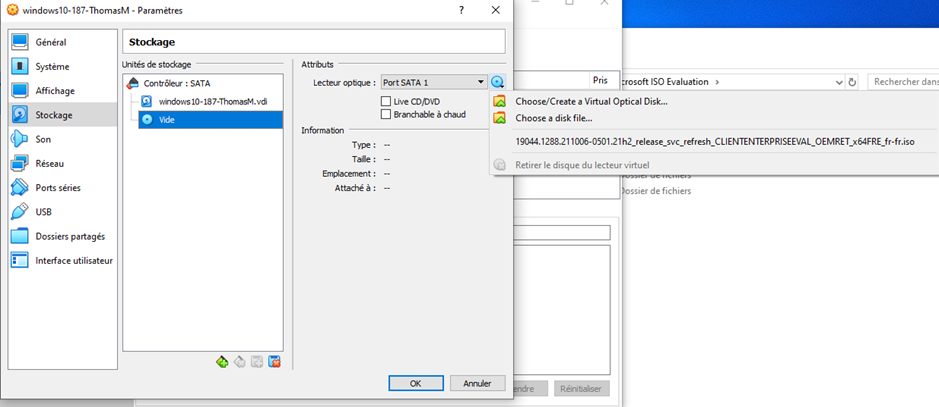 windows10-187-ThomasM - Paramètres
?
Général
Système
Affichage
Stockage
Son
Réseau
Ports séries
USB
Dossiers partagés
Interface utilisateur
Stockage
Unités de stockage
Contrôleur : SATA
windows10-187-ThomasM.vdi
Vide
Attributs
Lecteur optique : Port SATA 1
Live CD/DVD
Branchable à chaud
Information
Type : --
Taille : --
Emplacement : --
Attaché à : --
OK
Annuler
Choose/Create a Virtual Optical Disk...
Choose a disk file...
19044.1288.211006-0501.21h2_release_svc_refresh_CLIENTENTERPRISEEVAL_OEMRET_x64FRE_fr-fr.iso
Retirer le disque du lecteur virtuel
Pris
crosoft ISO Evaluation >
Rechercher dans
Dossier de fichiers
Dossier de fichiers
endre
Réinitialiser